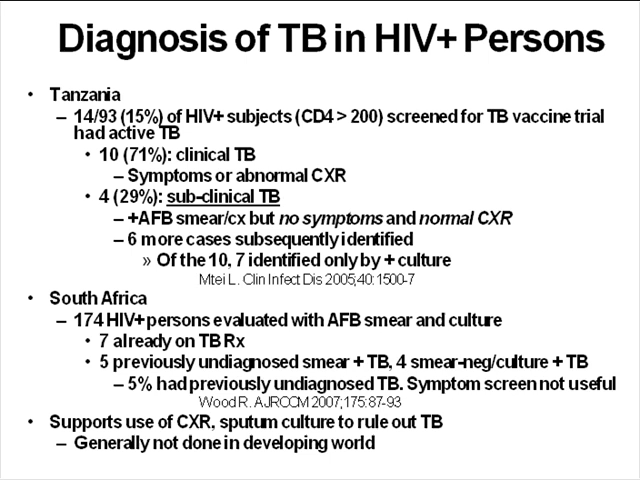 Diagnosis of TB in HIV+ Persons
• Tanzania
– 14/93 (15%) of HIV+ subjects (CD4 > 200) screened for TB vaccine trial
had active TB
• 10 (71%): clinical TB
– Symptoms or abnormal CXR
• 4 (29%): sub-clinical TB
– +AFB smear/cx but no symptoms and normal CXR
– 6 more cases subsequently identified
» Of the 10, 7 identified only by + culture
Mtei L. Clin Infect Dis 2005;40:1500-7
• South Africa
– 174 HIV+ persons evaluated with AFB smear and culture
• 7 already on TB Rx
• 5 previously undiagnosed smear + TB, 4 smear-neg/culture + TB
– 5% had previously undiagnosed TB. Symptom screen not useful
Wood R. AJRCCM 2007;175:87-93
• Supports use of CXR, sputum culture to rule out TB
– Generally not done in developing world